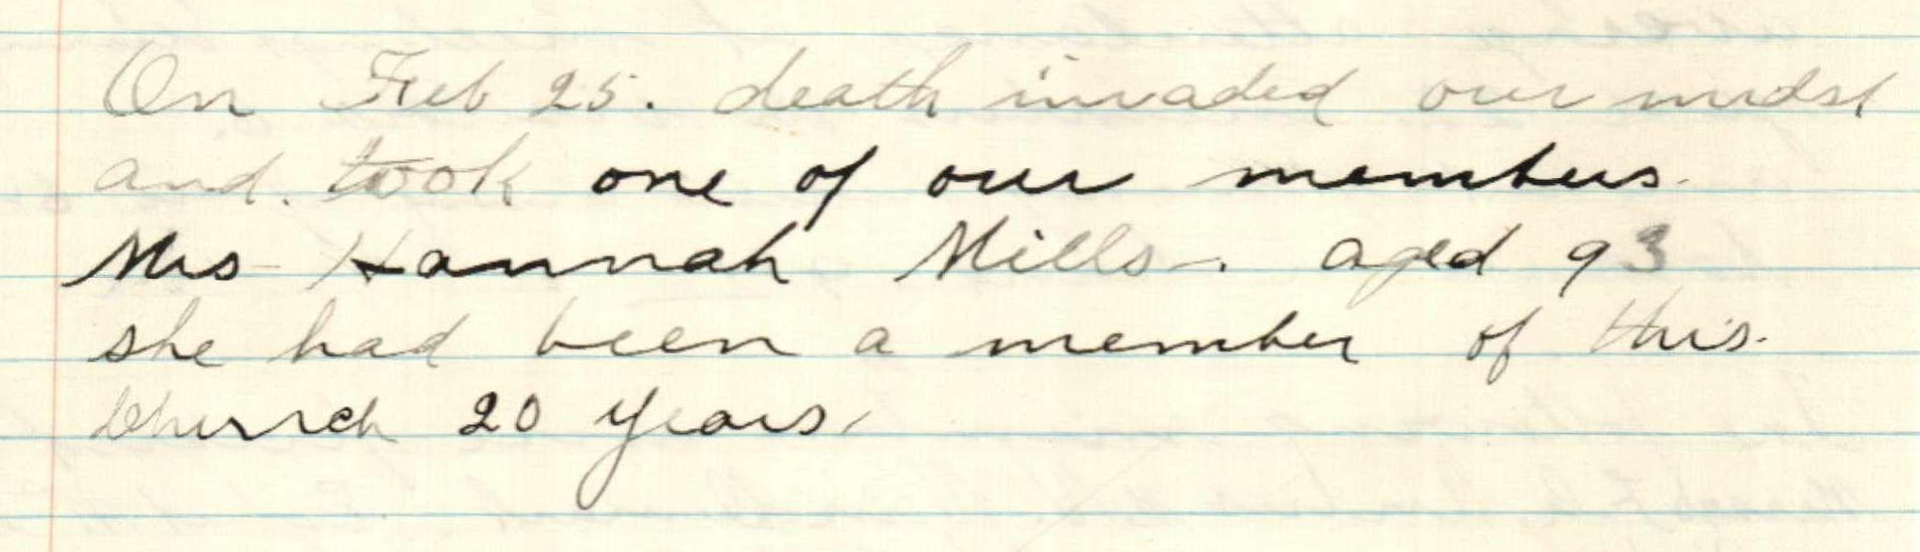 On Feb 25. death invaded our midst
and. took one of our members.
Mrs Hannah Mills. aged 93
she had been a member of this.
Church 20 years,